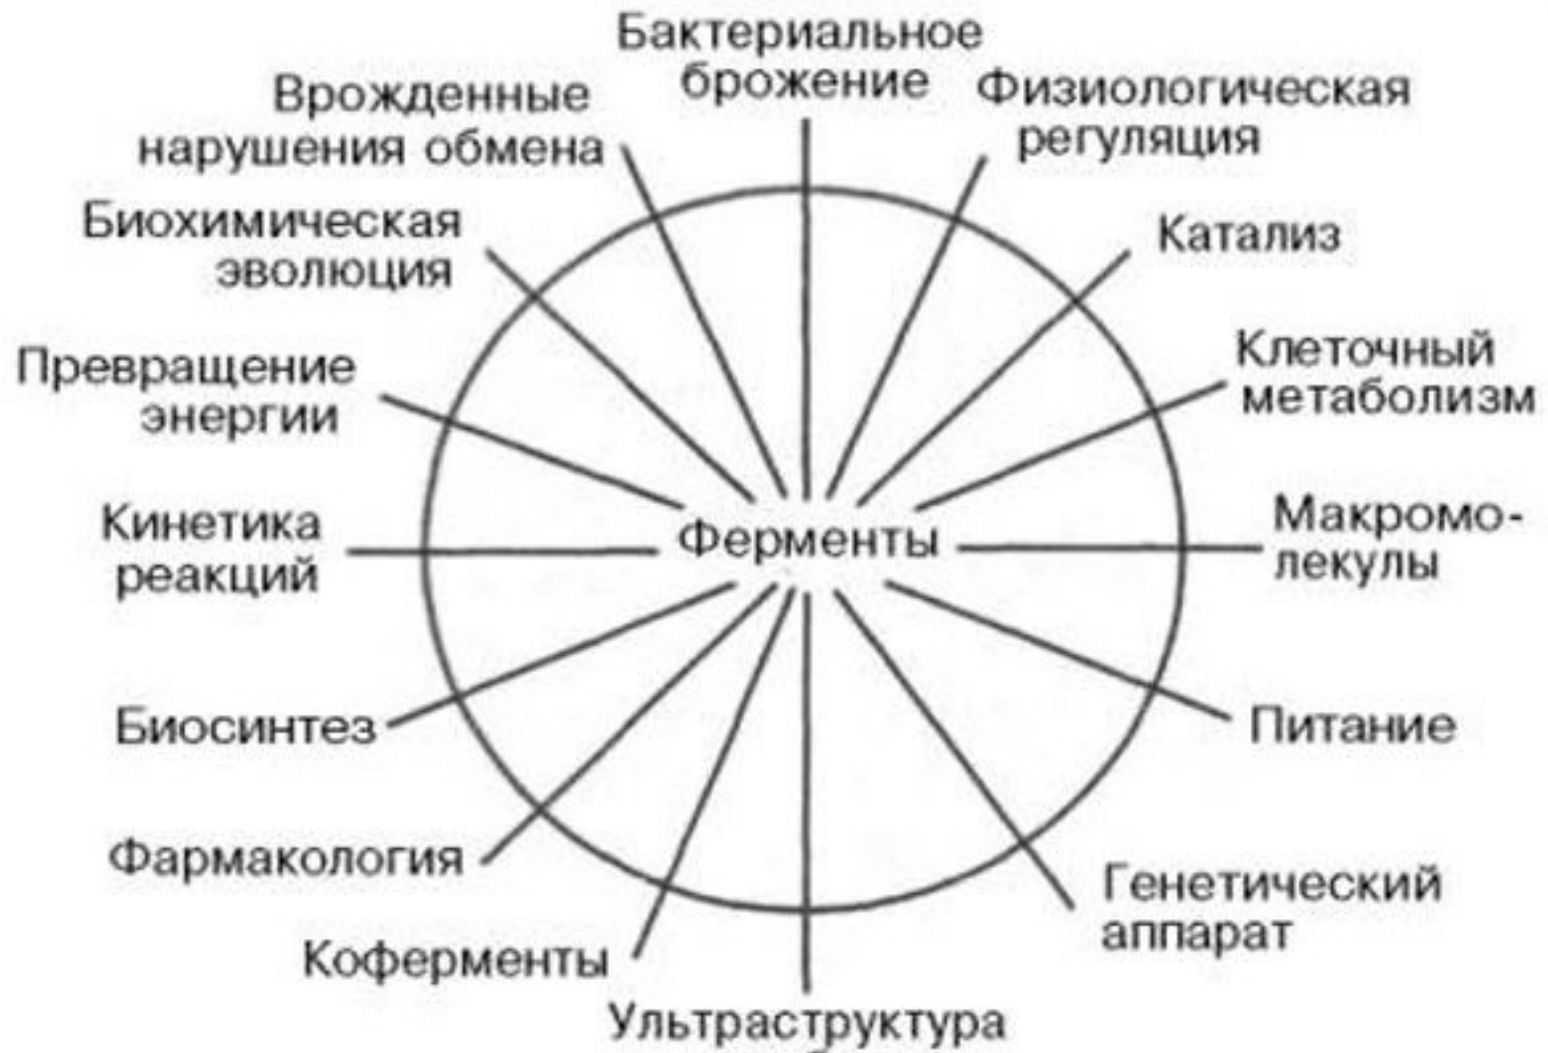 Бактериальное
брожение
Физиологическая
регуляция
Катализ
Клеточный
метаболизм
Макромо-
лекулы
Питание
Генетический
аппарат
Ультраструктура
Коферменты
Фармакология
Биосинтез
Кинетика
реакций
Превращение
энергии
Биохимическая
эволюция
Врожденные
нарушения обмена
Ферменты